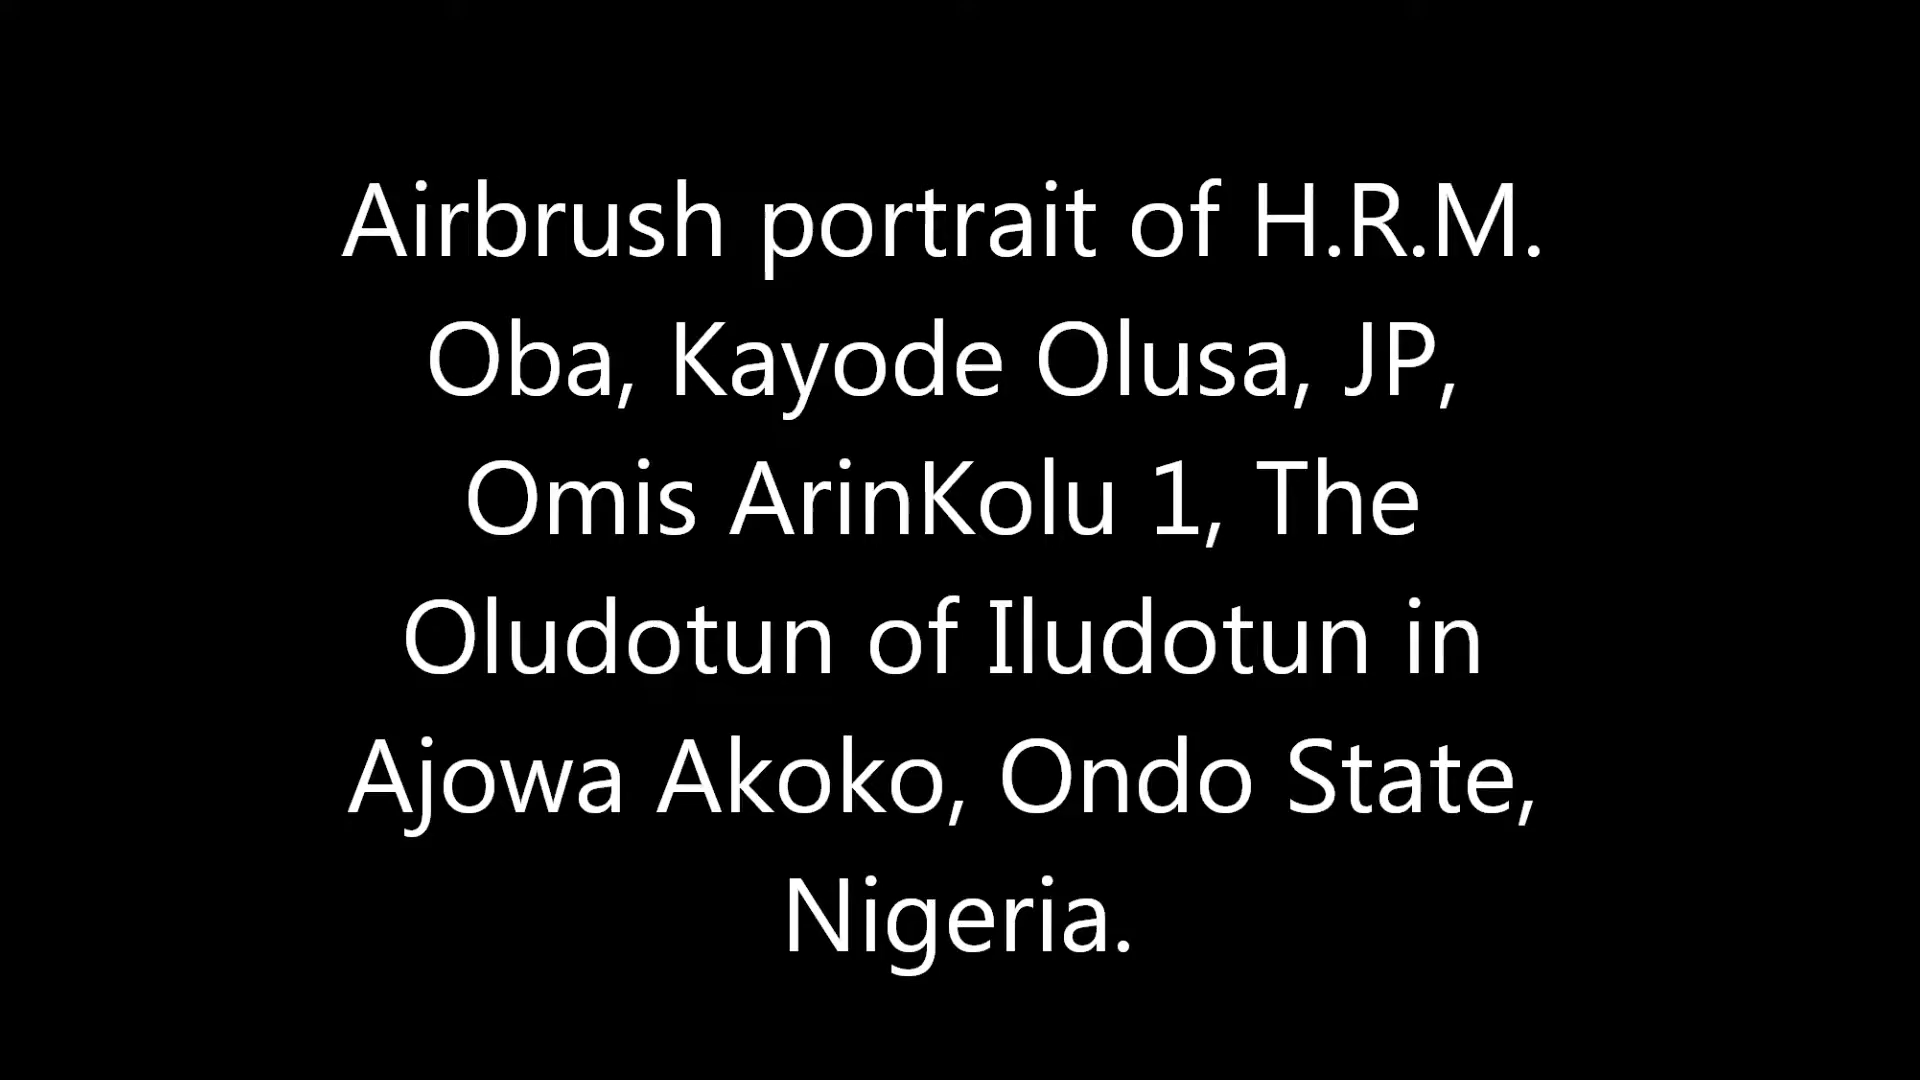 Airbrush portrait of H.R.M.
Oba, Kayode Olusa, JP,
Omis ArinKolu 1, The
Oludotun of Iludotun in
Ajowa Akoko, Ondo State,
Nigeria.